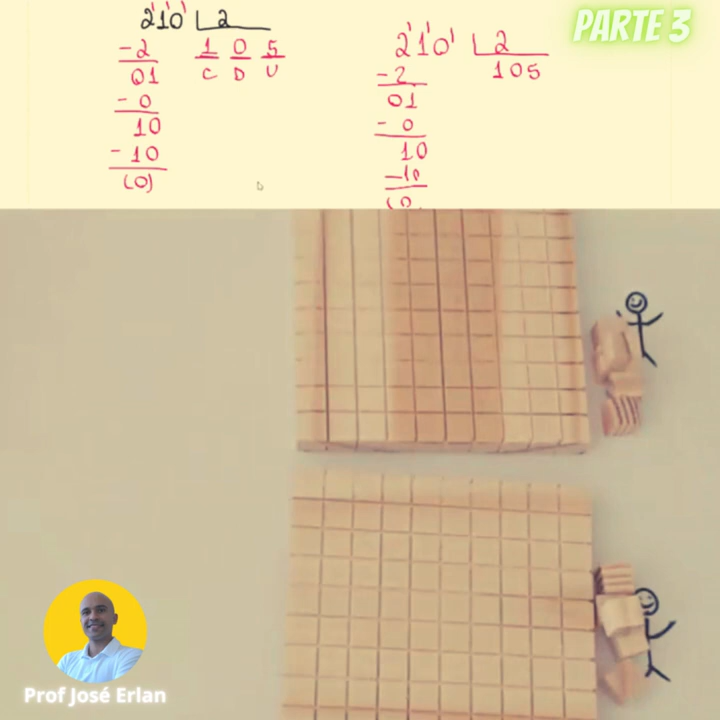 PARTE 3
210 2
- 2 1 0 5
01 C D U
- 0
10
- 10
(0)
210 2
- 2 105
01
- 0
10
- 10
(0
Prof José Erlan